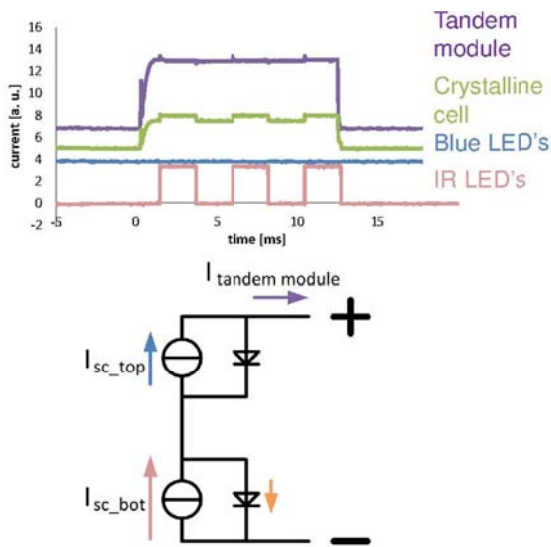 16
14
12
10
8
6
4
2
0
-2
current [a. u.]
-5
0
5
10
15
time [ms]
Tandem
module
Crystalline
cell
Blue LED's
IR LED's
I tandem module
+
I sc_top
I sc_bot
−